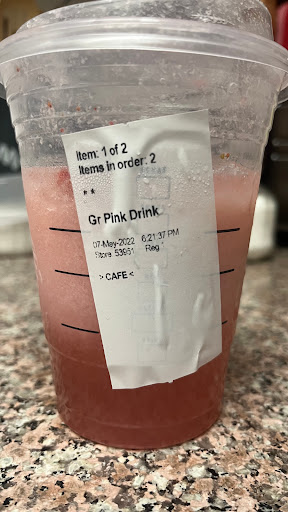 Item: 1 of 2
Items in order: 2
* *
Gr Pink Drink
07-May-2022 6:21:37 PM
Store 53951 Reg
> CAFE <